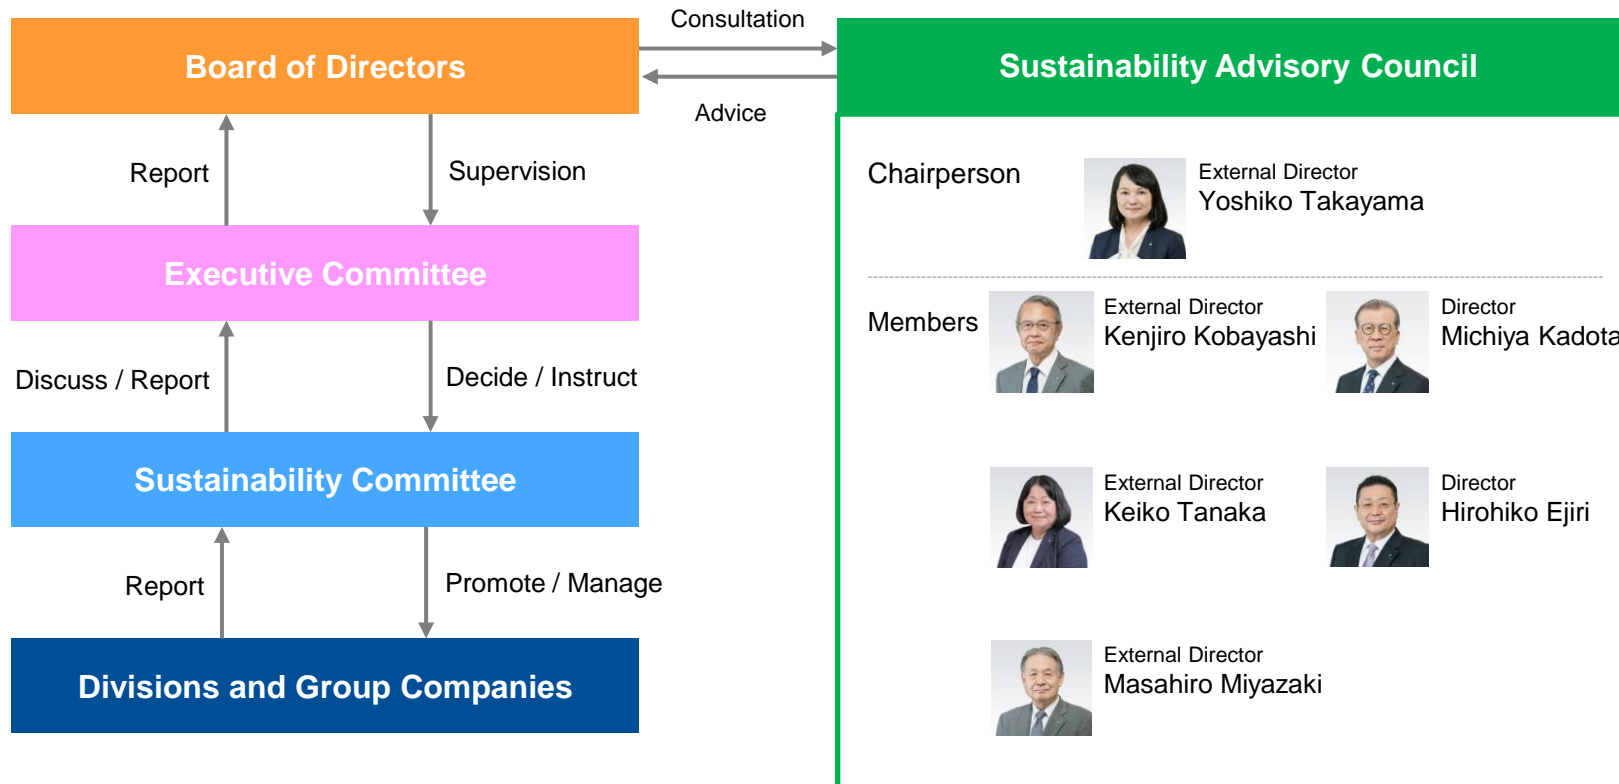 Consultation
Board of Directors
Sustainability Advisory Council
Advice
Report
Supervision
Executive Committee
Discuss / Report
Decide / Instruct
Sustainability Committee
Report
Promote / Manage
Divisions and Group Companies
Chairperson
External Director
Yoshiko Takayama
Members
External Director
Kenjiro Kobayashi
Director
Michiya Kadota
External Director
Keiko Tanaka
Director
Hirohiko Ejiri
External Director
Masahiro Miyazaki